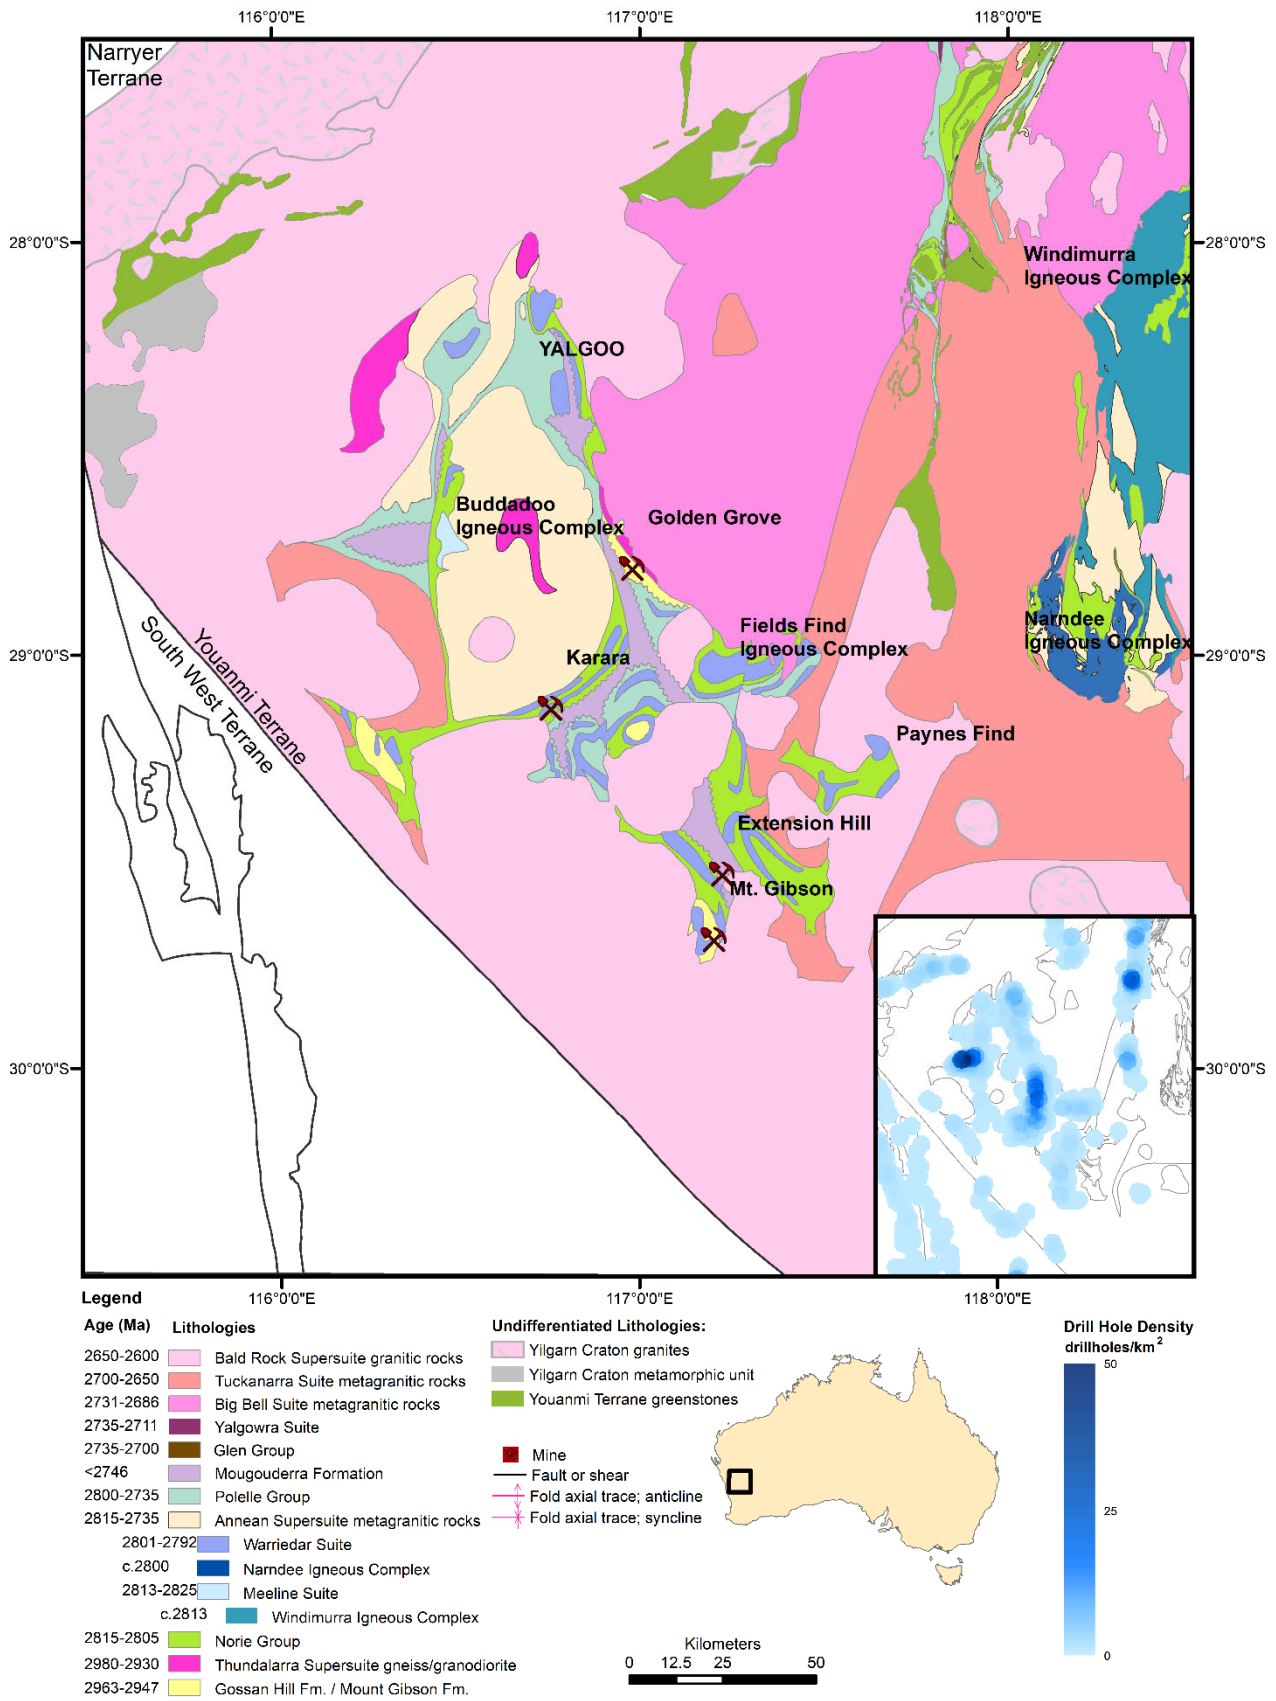 116°0'0"E
117°0'0"E
118°0'0"E
Narryer
Terrane
28°0'0"S
28°0'0"S
Windimurra
Igneous Complex
YALGOO
Buddadoo
Igneous Complex
Golden Grove
Narndee
Igneous Complex
Fields Find
Igneous Complex
Karara
29°0'0"S
29°0'0"S
Youanmi Terrane
South West Terrane
Paynes Find
Extension Hill
Mt. Gibson
30°0'0"S
30°0'0"S
116°0'0"E
117°0'0"E
118°0'0"E
Legend
Age (Ma) Lithologies
2650-2600 Bald Rock Supersuite granitic rocks
2700-2650 Tuckanarra Suite metagranitic rocks
2731-2686 Big Bell Suite metagranitic rocks
2735-2711 Yalgowra Suite
2735-2700 Glen Group
<2746 Mougouderra Formation
2800-2735 Polelle Group
2815-2735 Annean Supersuite metagranitic rocks
2801-2792 Warriedar Suite
c.2800 Narndee Igneous Complex
2813-2825 Meeline Suite
c.2813 Windimurra Igneous Complex
2815-2805 Norie Group
2980-2930 Thundalarra Supersuite gneiss/granodiorite
2963-2947 Gossan Hill Fm. / Mount Gibson Fm.
Undifferentiated Lithologies:
Yilgarn Craton granites
Yilgarn Craton metamorphic unit
Youanmi Terrane greenstones
Mine
Fault or shear
Fold axial trace; anticline
Fold axial trace; syncline
Kilometers
0 12.5 25 50
Drill Hole Density
drillholes/km²
50
25
0